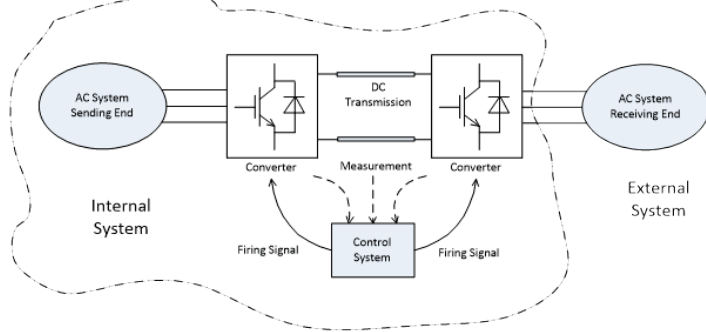 AC System
Sending End
DC
Transmission
AC System
Receiving End
Converter
Measurement
Converter
Internal
System
External
System
Firing Signal
Control
System
Firing Signal